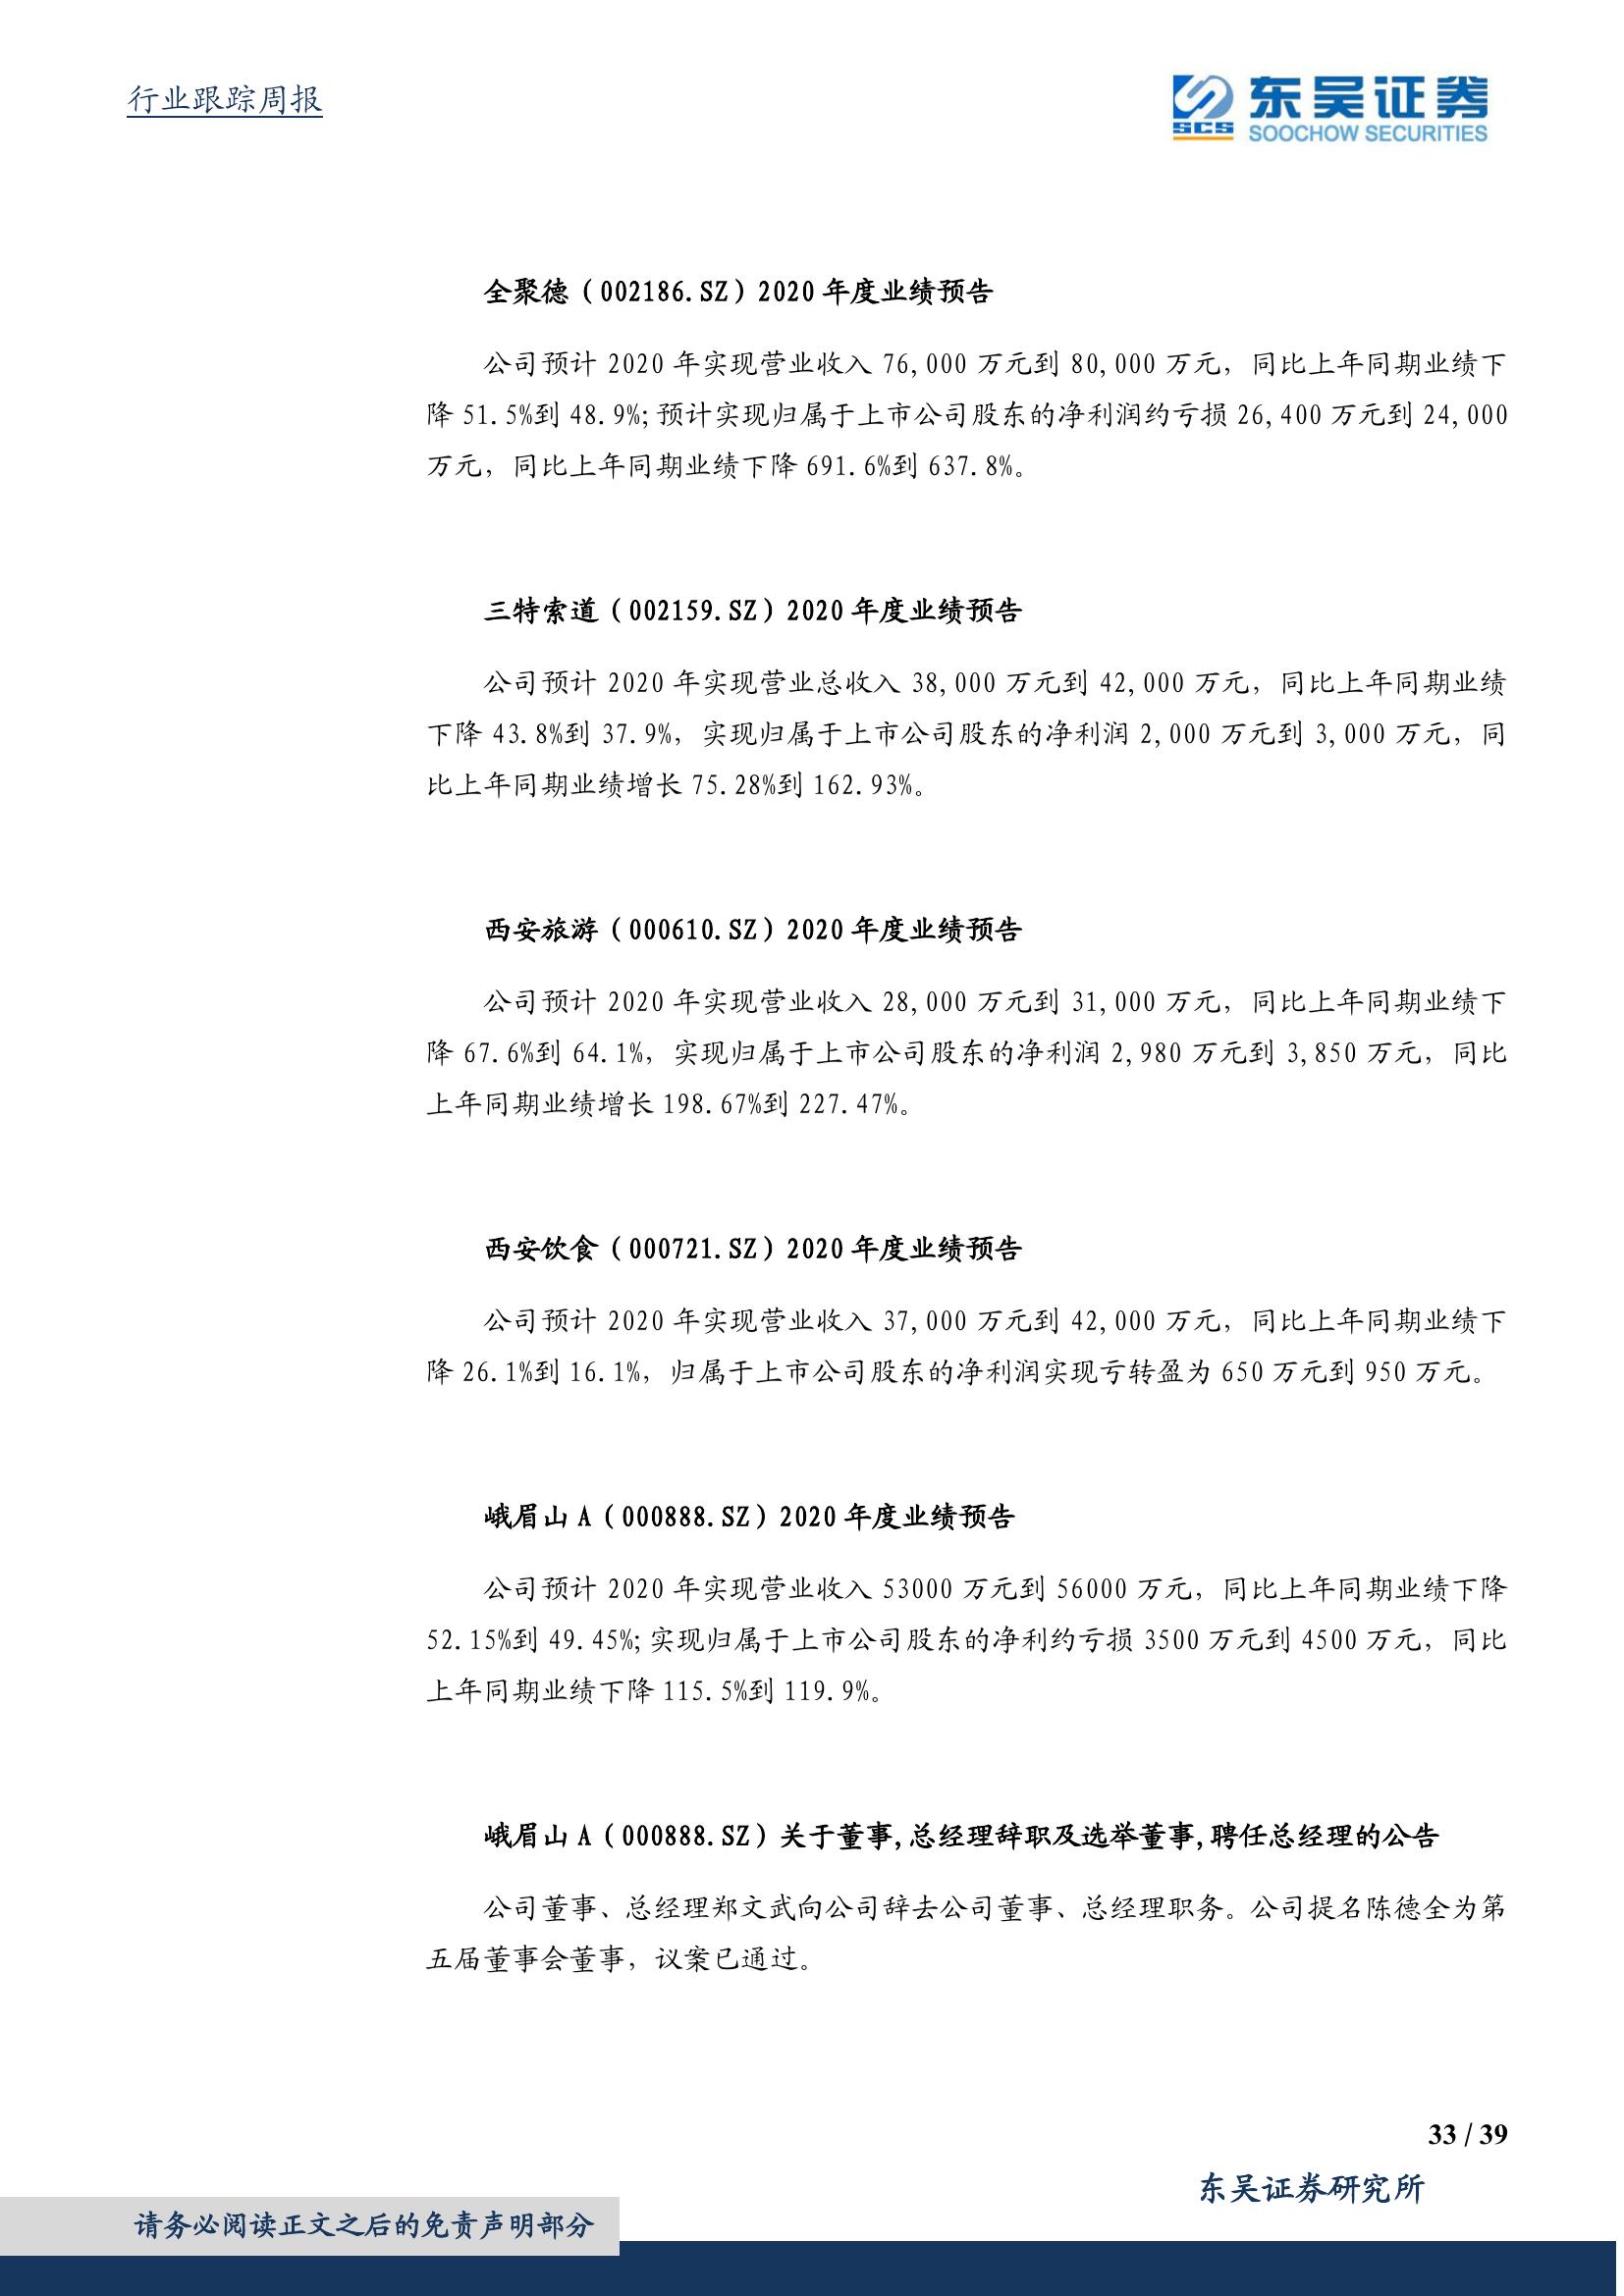 行业跟踪周报
SCS
东吴证券
SOOCHOW SECURITIES
全聚德（002186.SZ）2020 年度业绩预告
公司预计 2020 年实现营业收入 76,000 万元到 80,000 万元，同比上年同期业绩下
降 51.5%到 48.9%;预计实现归属于上市公司股东的净利润约亏损 26,400 万元到 24,000
万元，同比上年同期业绩下降 691.6%到 637.8%。
三特索道（002159.SZ）2020 年度业绩预告
公司预计 2020 年实现营业总收入 38,000 万元到 42,000 万元，同比上年同期业绩
下降 43.8%到 37.9%，实现归属于上市公司股东的净利润 2,000 万元到 3,000 万元，同
比上年同期业绩增长 75.28%到 162.93%。
西安旅游（000610.SZ）2020 年度业绩预告
公司预计 2020 年实现营业收入 28,000 万元到 31,000 万元，同比上年同期业绩下
降 67.6%到 64.1%，实现归属于上市公司股东的净利润 2,980 万元到 3,850 万元，同比
上年同期业绩增长 198.67%到 227.47%。
西安饮食（000721.SZ）2020 年度业绩预告
公司预计 2020 年实现营业收入 37,000 万元到 42,000 万元，同比上年同期业绩下
降 26.1%到 16.1%，归属于上市公司股东的净利润实现亏转盈为 650 万元到 950 万元。
峨眉山 A（000888.SZ）2020 年度业绩预告
公司预计 2020 年实现营业收入 53000 万元到 56000 万元，同比上年同期业绩下降
52.15%到 49.45%;实现归属于上市公司股东的净利约亏损 3500 万元到 4500 万元，同比
上年同期业绩下降 115.5%到 119.9%。
峨眉山 A（000888.SZ）关于董事,总经理辞职及选举董事,聘任总经理的公告
公司董事、总经理郑文武向公司辞去公司董事、总经理职务。公司提名陈德全为第
五届董事会董事，议案已通过。
33 / 39
东吴证券研究所
请务必阅读正文之后的免责声明部分